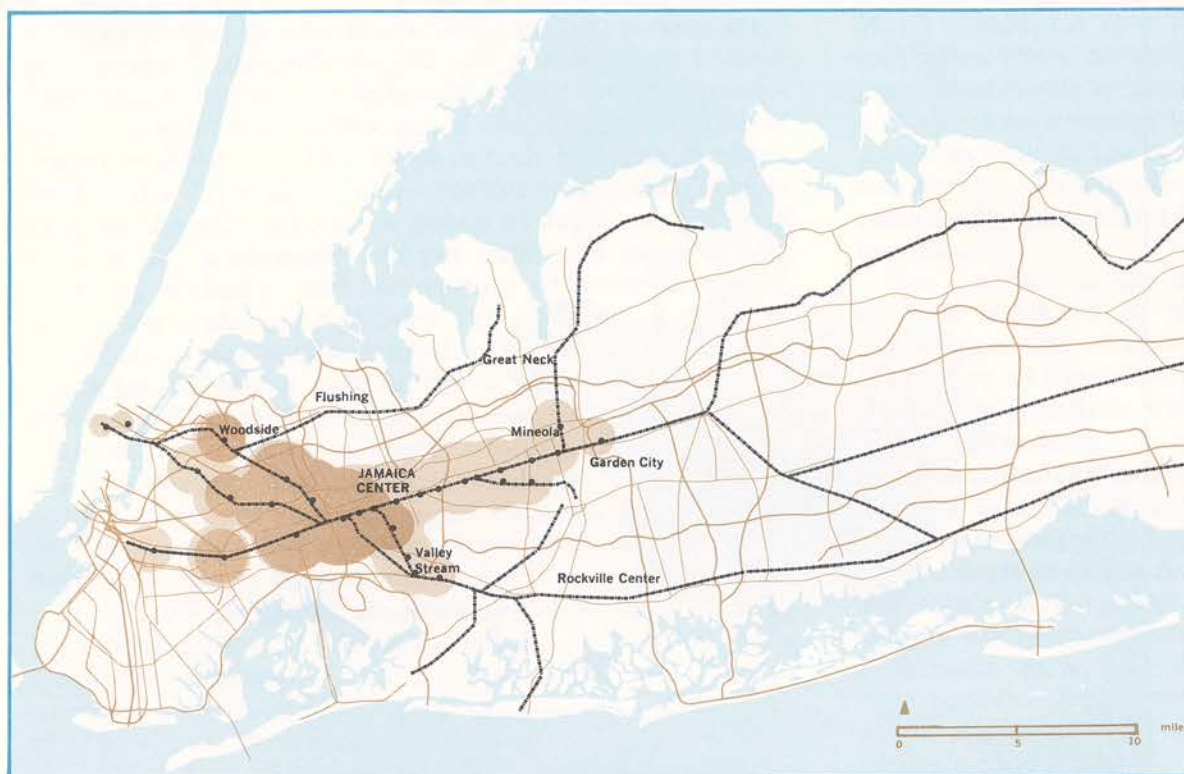 Great Neck
Flushing
Woodside
Mineola
Garden City
JAMAICA
CENTER
Valley
Stream
Rockville Center
0 5 10
mile